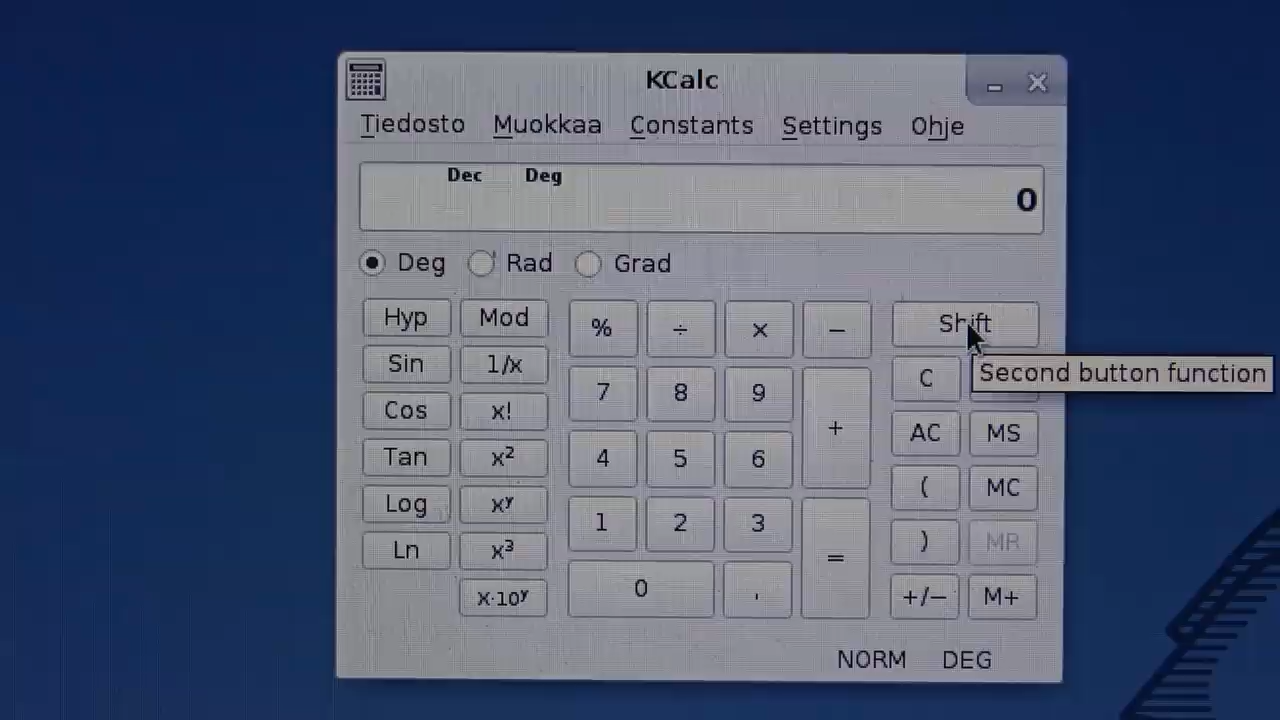 KCalc
Tiedosto Muokkaa Constants Settings Ohje
Dec Deg
0
Deg Rad Grad
Hyp Mod % ÷ × − Shift
Sin 1/x 7 8 9 + C
Second button function
Cos x! AC MS
Tan x² 4 5 6 ( MC
Log xʸ 1 2 3 = ) MR
Ln x³
X·10ʸ 0 , +/− M+
NORM DEG